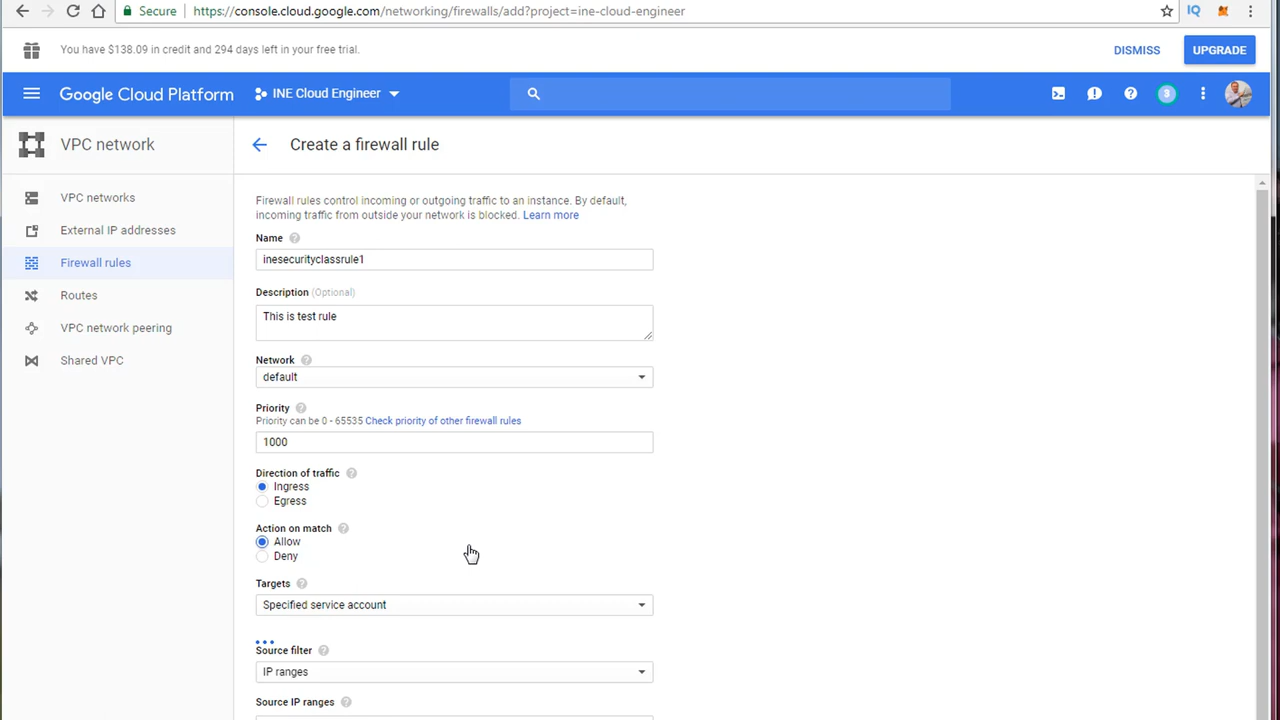 Secure
https://console.cloud.google.com/networking/firewalls/add?project=ine-cloud-engineer
IQ
You have $138.09 in credit and 294 days left in your free trial.
DISMISS
UPGRADE
Google Cloud Platform
INE Cloud Engineer
3
VPC network
Create a firewall rule
VPC networks
External IP addresses
Firewall rules
Routes
VPC network peering
Shared VPC
Firewall rules control incoming or outgoing traffic to an instance. By default,
incoming traffic from outside your network is blocked. Learn more
Name
inesecurityclassrule1
Description (Optional)
This is test rule
Network
default
Priority
Priority can be 0 - 65535 Check priority of other firewall rules
1000
Direction of traffic
Ingress
Egress
Action on match
Allow
Deny
Targets
Specified service account
Source filter
IP ranges
Source IP ranges